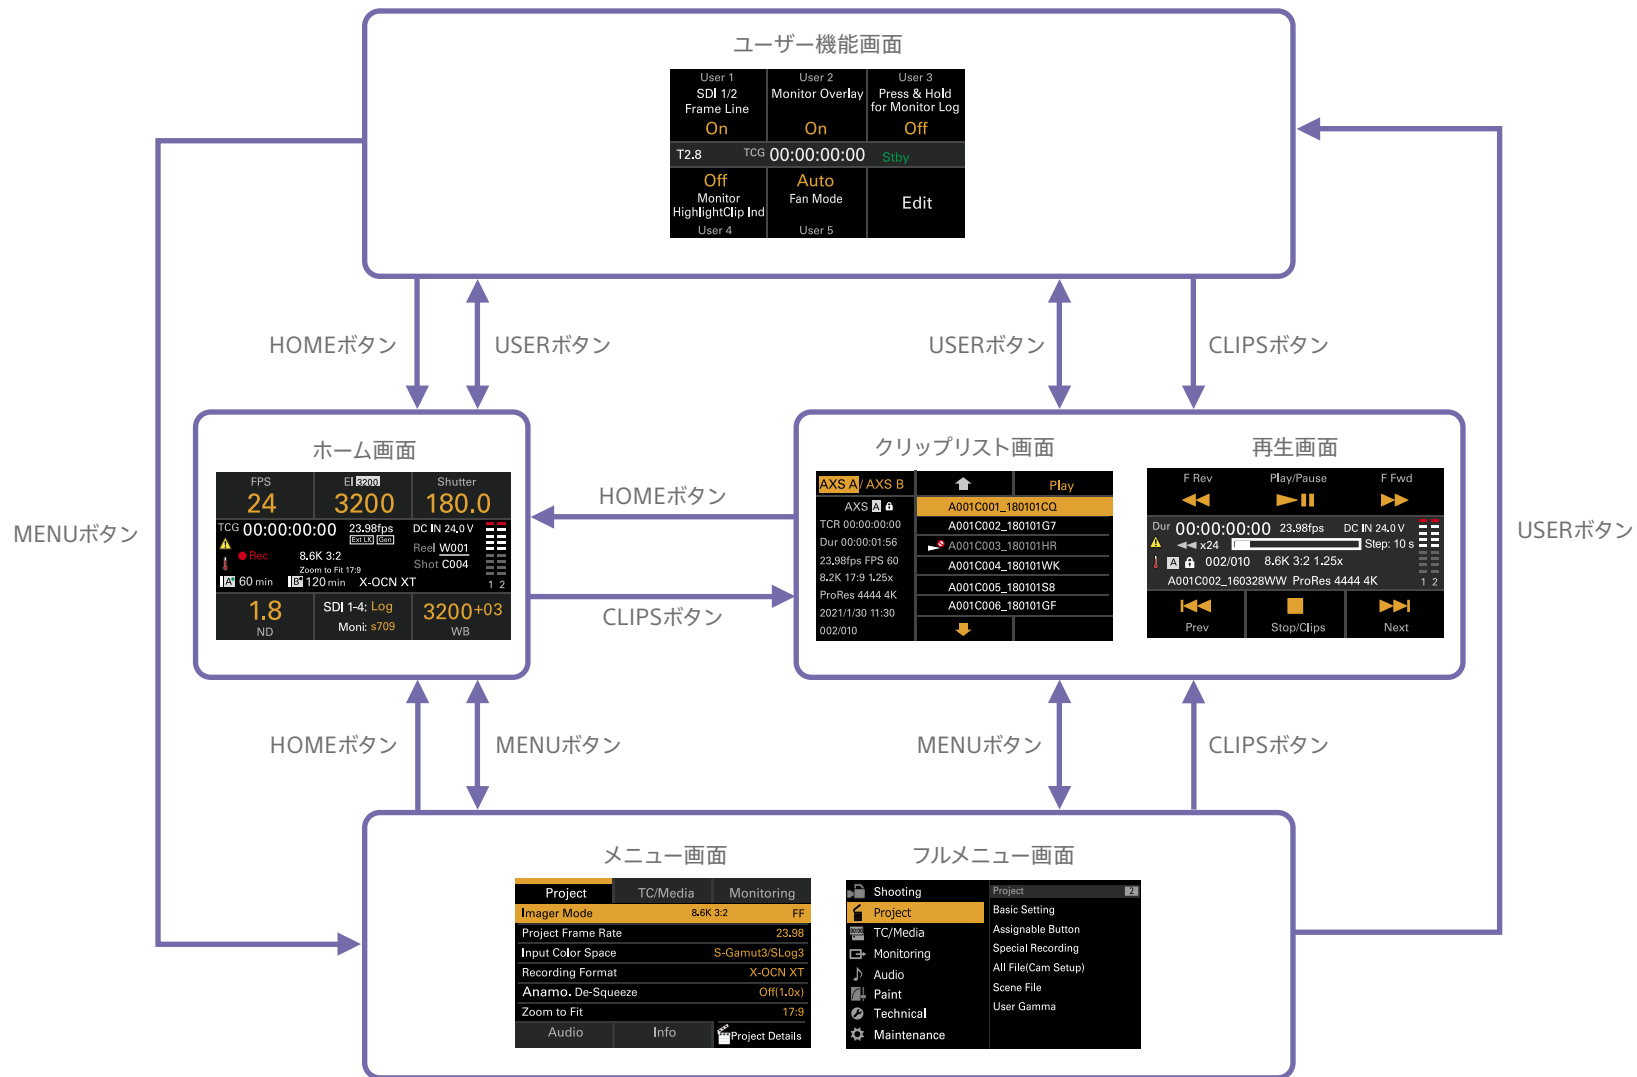 ユーザー機能画面
User 1
User 2
User 3
SDI 1/2
Frame Line
Monitor Overlay
Press & Hold
for Monitor Log
On
On
Off
T2.8
TCG 00:00:00:00
Stby
Off
Monitor
HighlightClip Ind
User 4
Auto
Fan Mode
User 5
Edit
HOMEボタン
USERボタン
USERボタン
CLIPSボタン
MENUボタン
USERボタン
ホーム画面
FPS
24
EI 3200
3200
Shutter
180.0
TCG 00:00:00:00
23.98fps
Ext LK Gen
DC IN 24.0 V
Rec
8.6K 3:2
Zoom to Fit 17:9
Reel W001
Shot C004
A 60 min
B 120 min
X-OCN XT
1 2
1.8
ND
SDI 1-4: Log
Moni: s709
3200+03
WB
HOMEボタン
CLIPSボタン
クリップリスト画面
AXS A / AXS B
Play
AXS A
TCR 00:00:00:00
Dur 00:00:01:56
23.98fps FPS 60
8.2K 17:9 1.25x
ProRes 4444 4K
2021/1/30 11:30
002/010
A001C001_180101CQ
A001C002_180101G7
A001C003_180101HR
A001C004_180101WK
A001C005_180101S8
A001C006_180101GF
再生画面
F Rev
Play/Pause
F Fwd
Dur 00:00:00:00 23.98fps
DC IN 24.0 V
x24
Step: 10 s
A 002/010 8.6K 3:2 1.25x
A001C002_160328WW ProRes 4444 4K
1 2
Prev
Stop/Clips
Next
HOMEボタン
MENUボタン
MENUボタン
CLIPSボタン
メニュー画面
Project
TC/Media
Monitoring
Imager Mode 8.6K 3:2 FF
Project Frame Rate 23.98
Input Color Space S-Gamut3/SLog3
Recording Format X-OCN XT
Anamo. De-Squeeze Off(1.0x)
Zoom to Fit 17:9
Audio
Info
Project Details
フルメニュー画面
Shooting
Project
TC/Media
Monitoring
Audio
Paint
Technical
Maintenance
Project 2
Basic Setting
Assignable Button
Special Recording
All File(Cam Setup)
Scene File
User Gamma